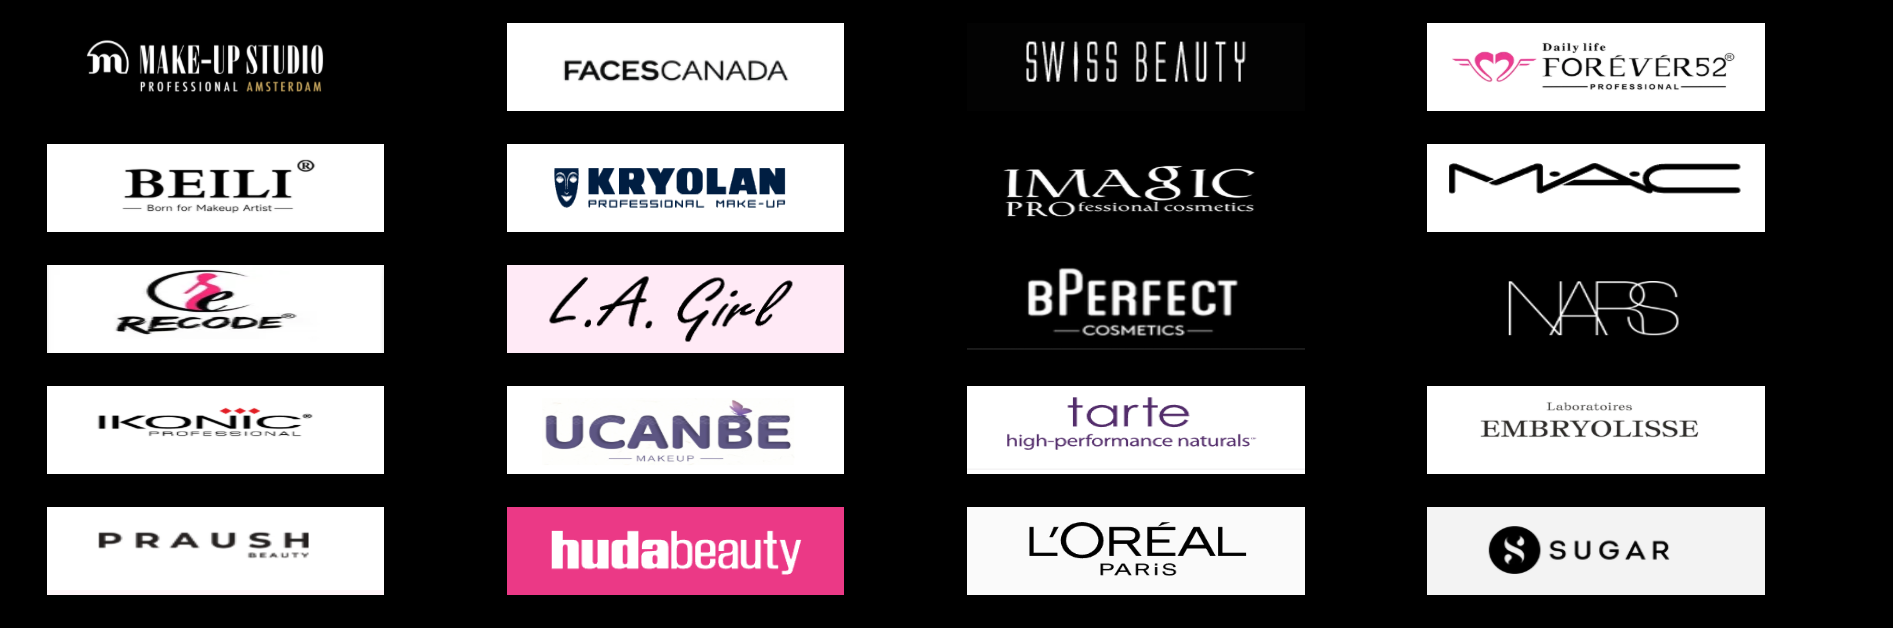 m MAKE-UP STUDIO
PROFESSIONAL AMSTERDAM
FACESCANADA
SWISS BEAUTY
Daily life
FORÉVÉR52®
PROFESSIONAL
BEILI®
Born for Makeup Artist
KRYOLAN
PROFESSIONAL MAKE-UP
IMAGIC
PROfessional cosmetics
M·A·C
Re
RECODE®
L.A. Girl
BPERFECT
COSMETICS
NARS
IKONIC®
PROFESSIONAL
UCANBE
MAKEUP
tarte
high-performance naturals™
Laboratoires
EMBRYOLISSE
PRAUSH
BEAUTY
hudabeauty
L'ORÉAL
PARiS
S SUGAR